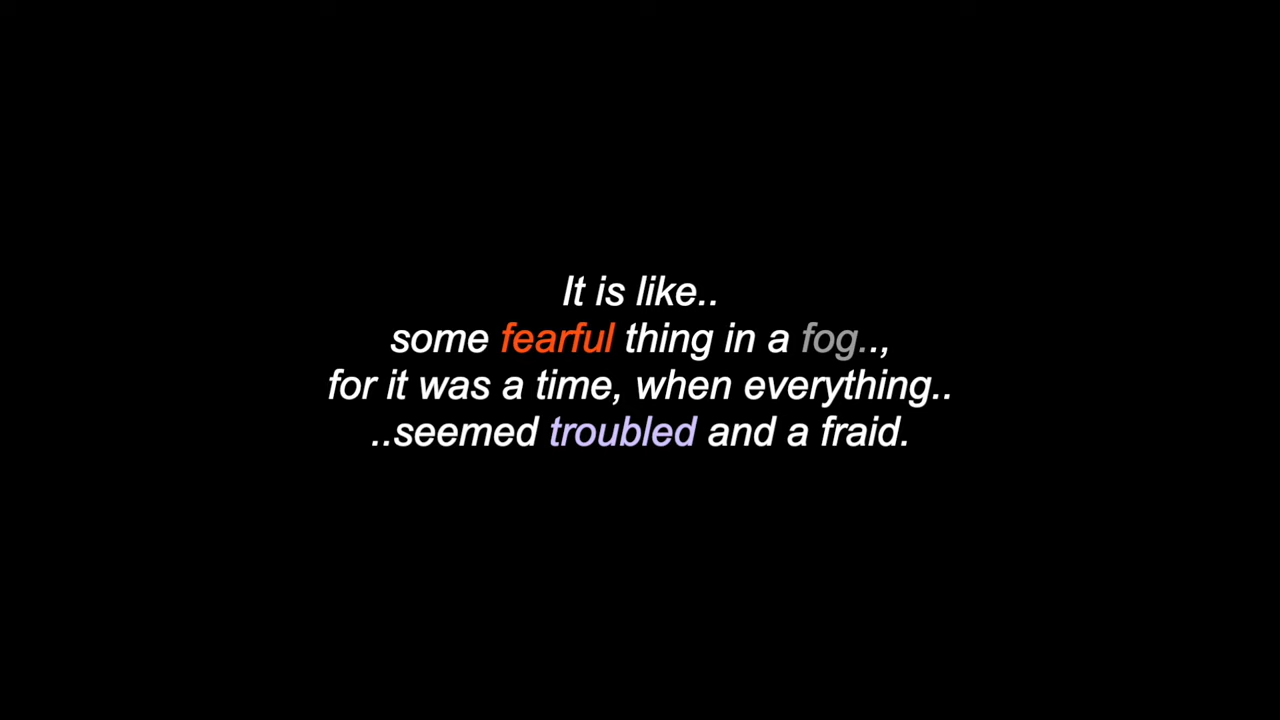 It is like..
some fearful thing in a fog..,
for it was a time, when everything..
..seemed troubled and a fraid.